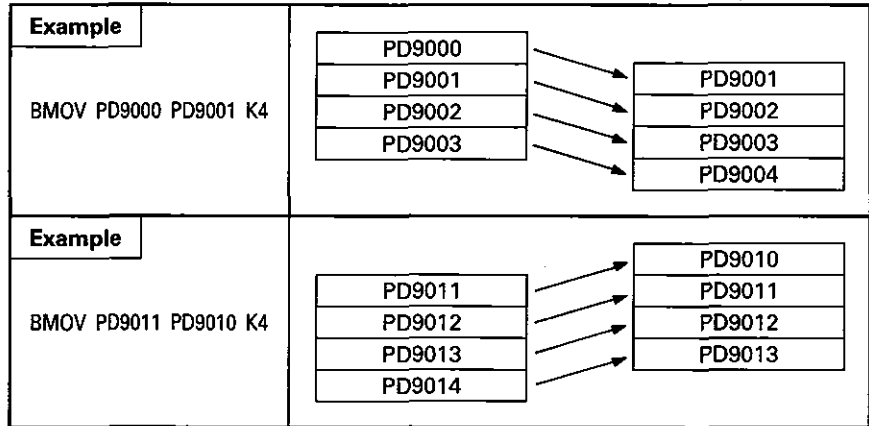 Example
BMOV PD9000 PD9001 K4
PD9000
PD9001
PD9002
PD9003
PD9001
PD9002
PD9003
PD9004
Example
BMOV PD9011 PD9010 K4
PD9011
PD9012
PD9013
PD9014
PD9010
PD9011
PD9012
PD9013